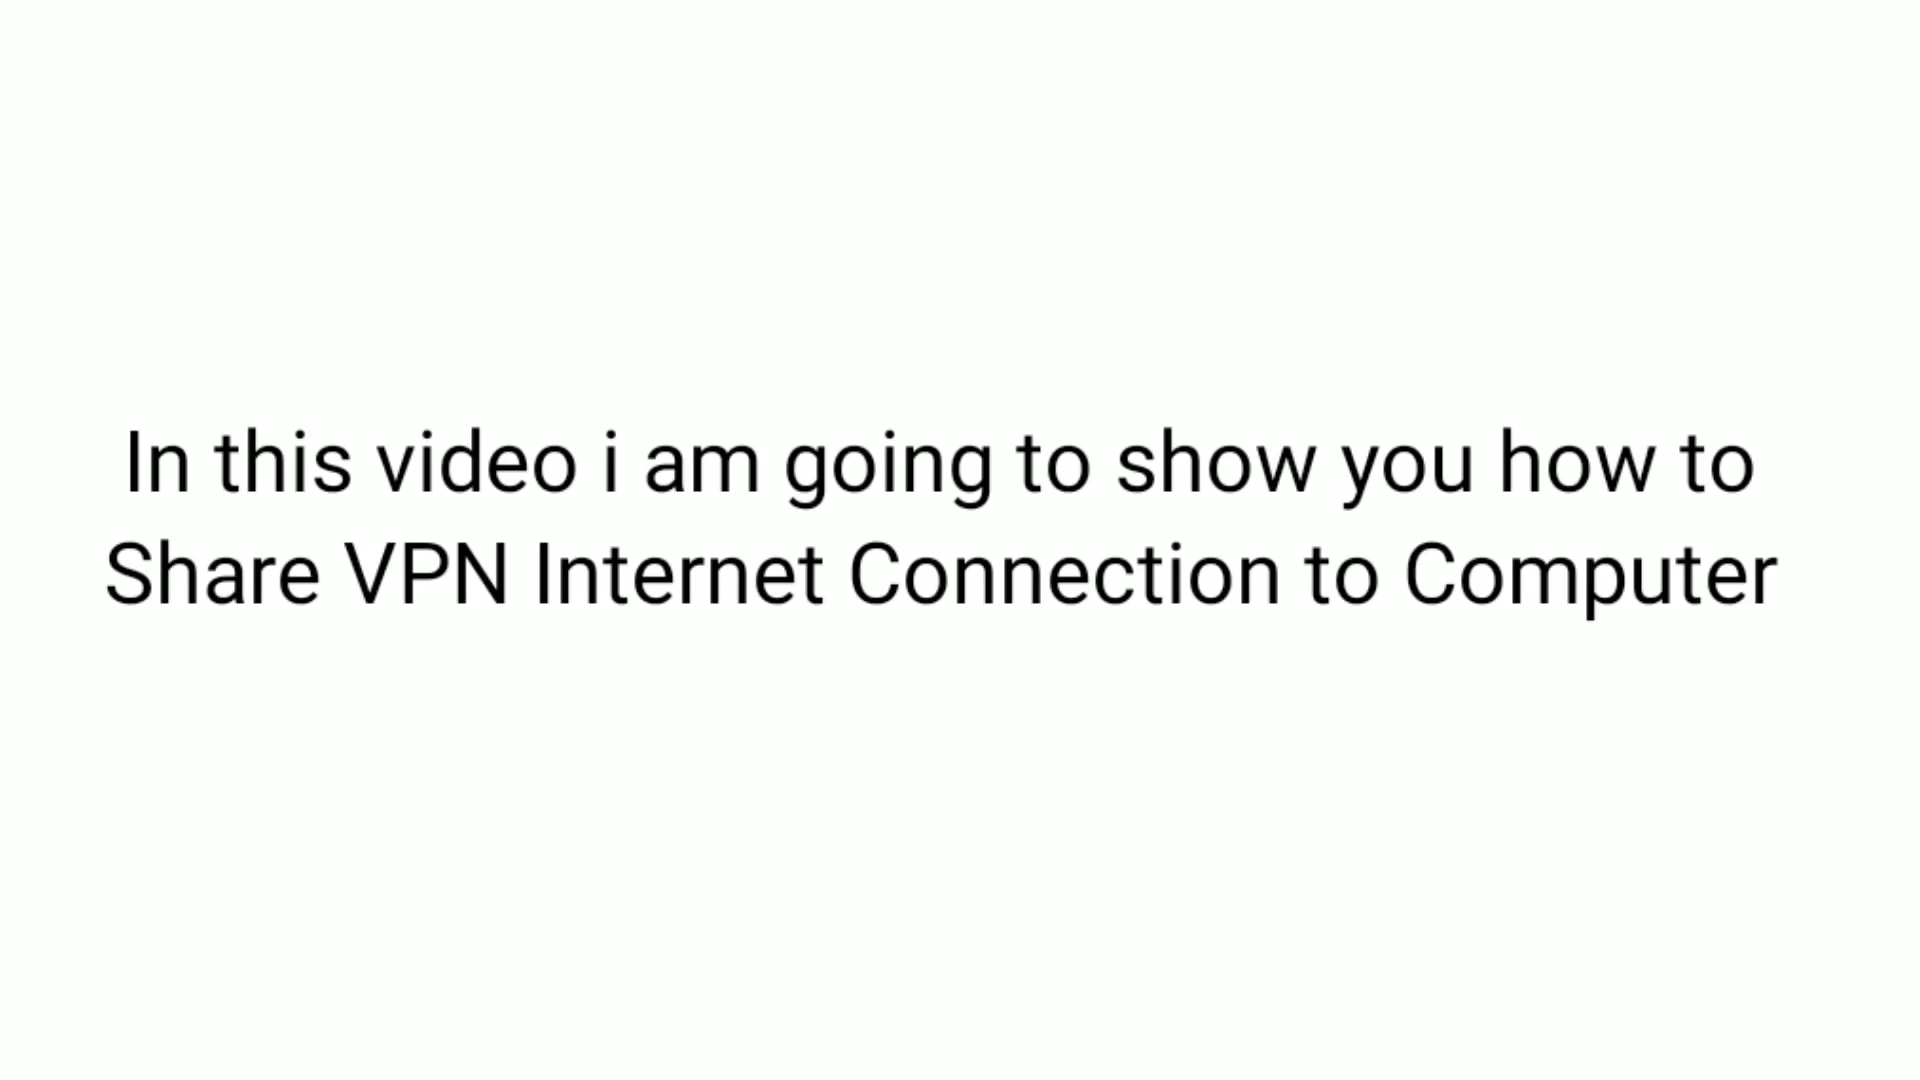 In this video i am going to show you how to
Share VPN Internet Connection to Computer